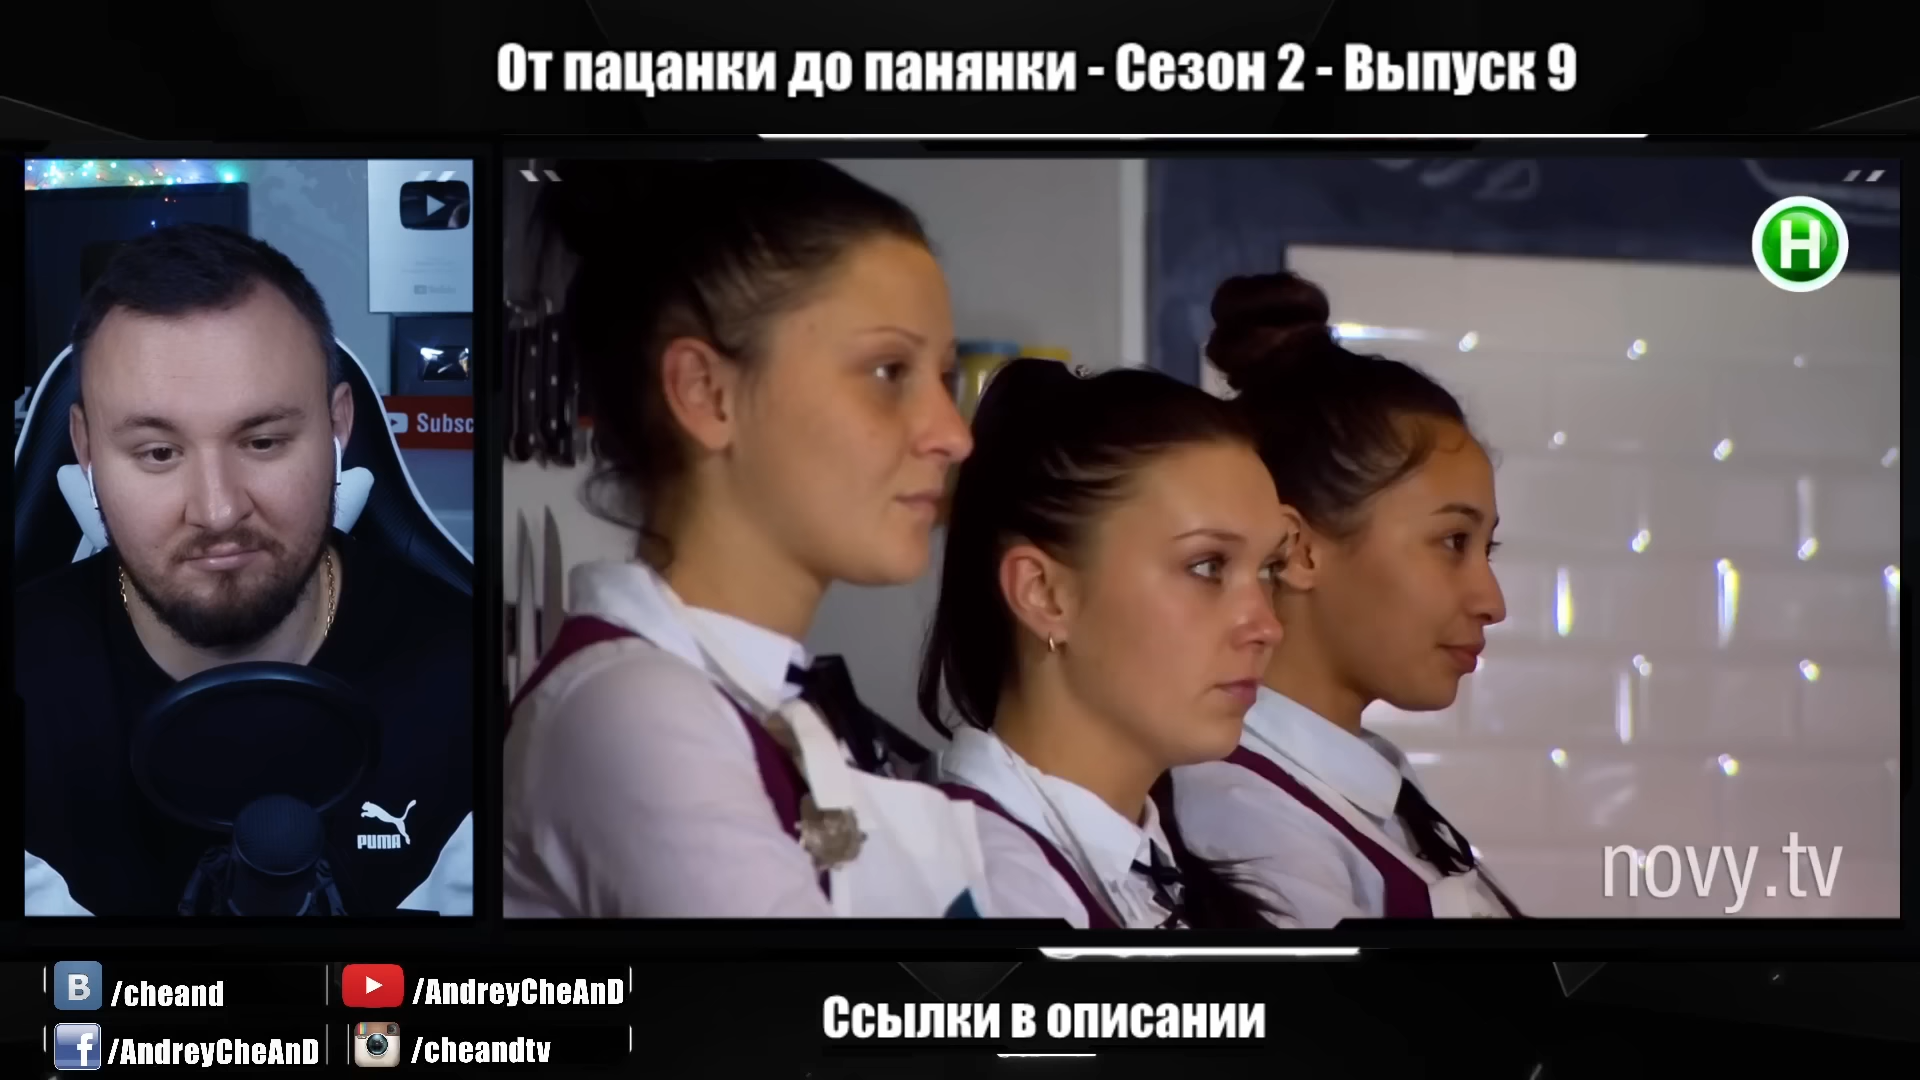 От пацанки до панянки - Сезон 2 - Выпуск 9
Н
Subsc
PUMA
novy.tv
B /cheand
/AndreyCheAnD
f /AndreyCheAnD
/cheandtv
Ссылки в описании